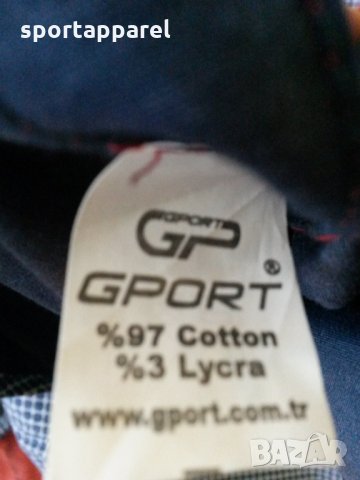 sportapparel
GPORT
GP
GPORT®
%97 Cotton
%3 Lycra
www.gport.com.tr
BAZAR